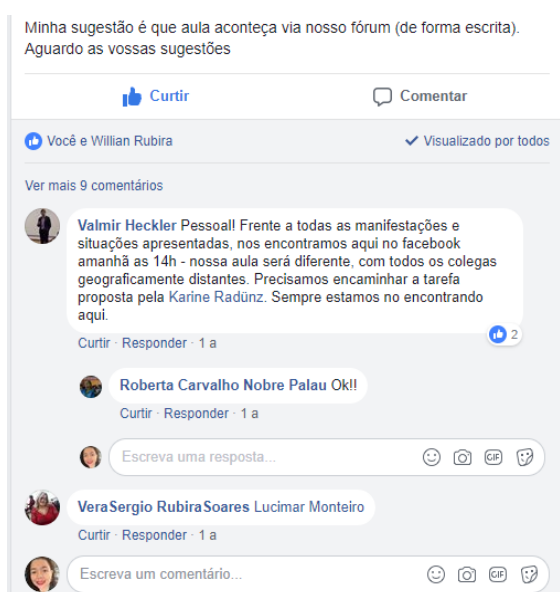 Minha sugestão é que aula aconteça via nosso fórum (de forma escrita).
Aguardo as vossas sugestões
Curtir
Comentar
Você e Willian Rubira
Visualizado por todos
Ver mais 9 comentários
Valmir Heckler Pessoal! Frente a todas as manifestações e
situações apresentadas, nos encontramos aqui no facebook
amanhã as 14h - nossa aula será diferente, com todos os colegas
geograficamente distantes. Precisamos encaminhar a tarefa
proposta pela Karine Radünz. Sempre estamos no encontrando
aqui.
2
Curtir · Responder · 1 a
Roberta Carvalho Nobre Palau Ok!!
Curtir · Responder · 1 a
Escreva uma resposta...
GIF
VeraSergio RubiraSoares Lucimar Monteiro
Curtir · Responder · 1 a
Escreva um comentário...
GIF